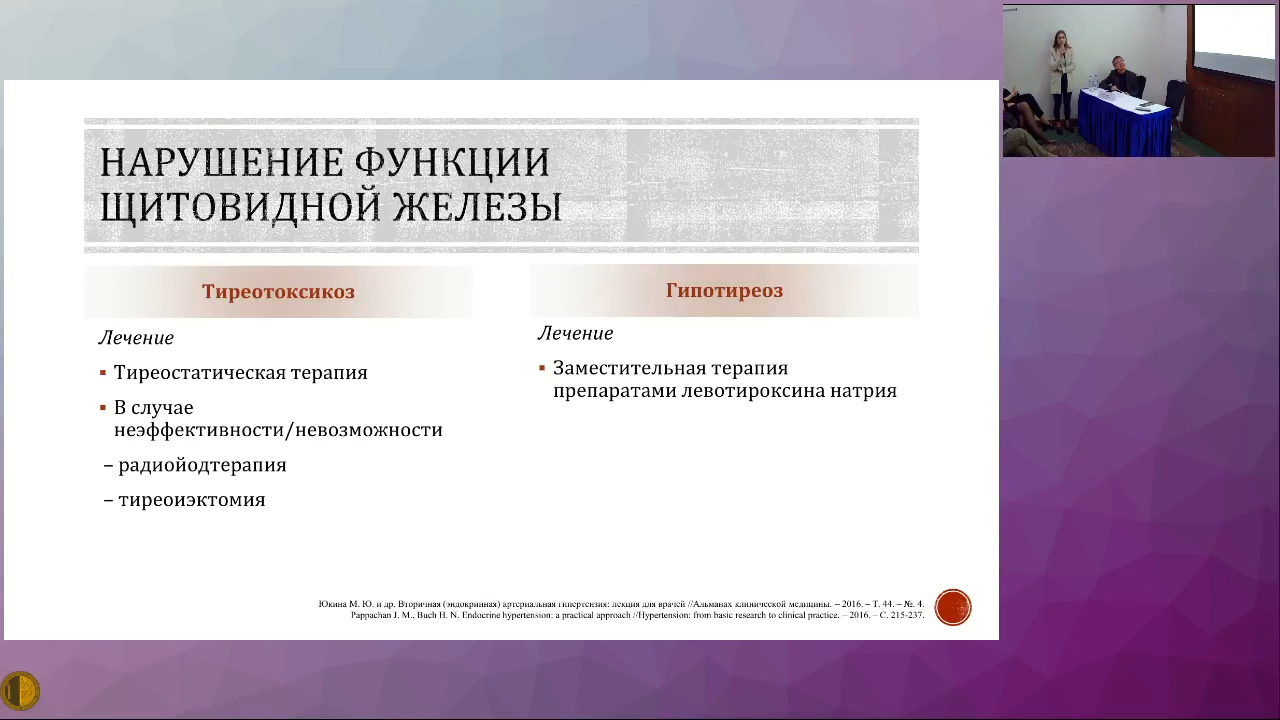 НАРУШЕНИЕ ФУНКЦИИ
ЩИТОВИДНОЙ ЖЕЛЕЗЫ
Тиреотоксикоз
Лечение
Тиреостатическая терапия
В случае
неэффективности/невозможности
– радиойодтерапия
– тиреоиэктомия
Гипотиреоз
Лечение
Заместительная терапия
препаратами левотироксина натрия
Юкина М. Ю. и др. Вторичная (эндокринная) артериальная гипертензия: лекция для врачей //Альманах клинической медицины. – 2016. – Т. 44. – №. 4.
Pappachan J. M., Buch H. N. Endocrine hypertension: a practical approach //Hypertension: from basic research to clinical practice. – 2016. – С. 215-237.